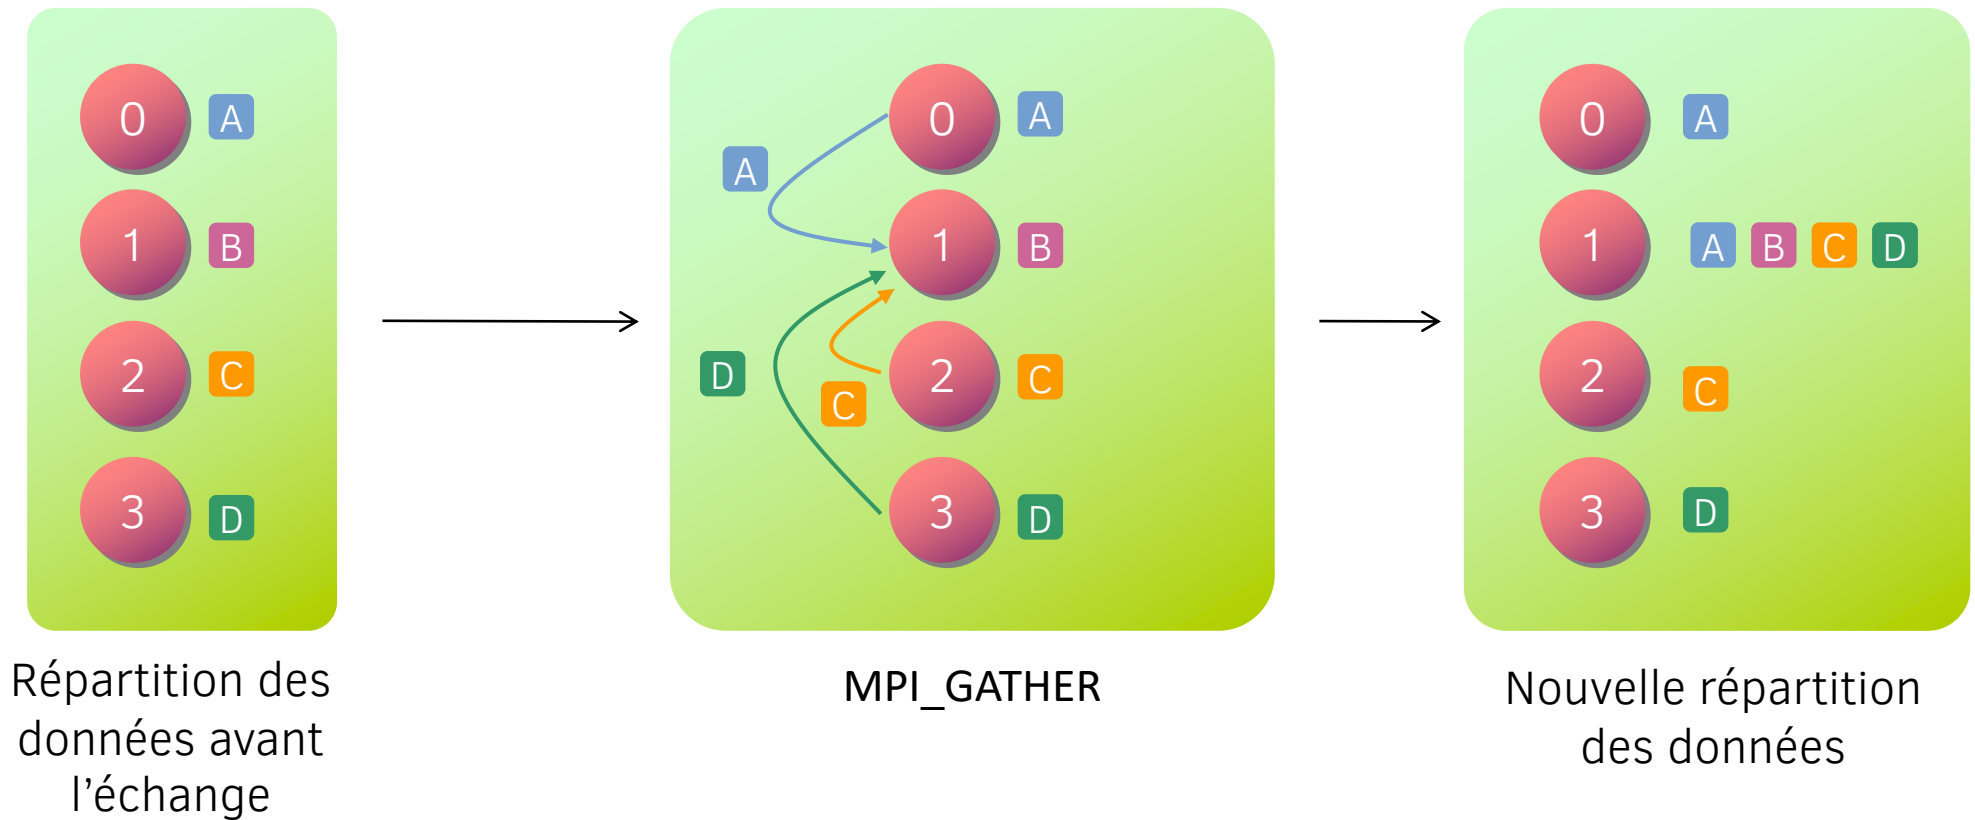 0 A
1 B
2 C
3 D
Répartition des
données avant
l’échange
0 A
A
1 B
D
2 C
C
3 D
MPI_GATHER
0 A
1 A B C D
2 C
3 D
Nouvelle répartition
des données